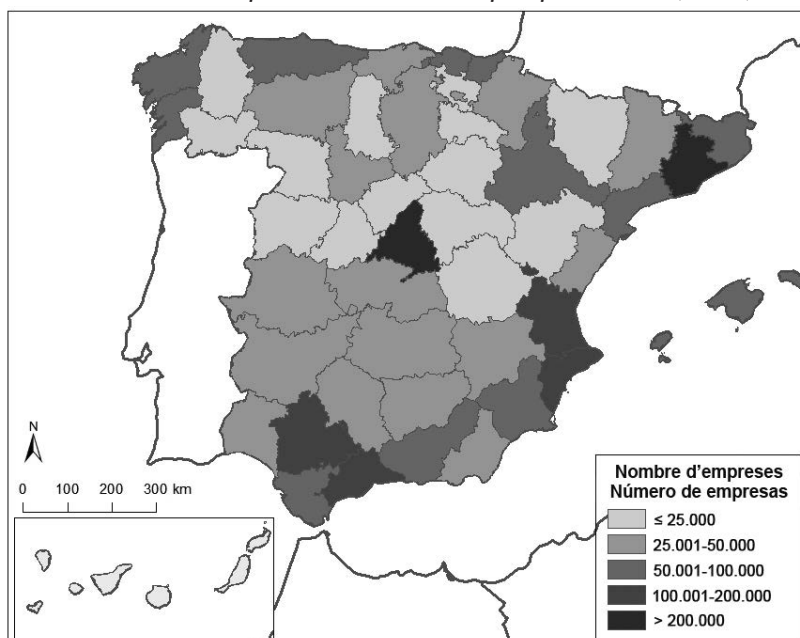 N
0 100 200 300 km
Nombre d'empreses
Número de empresas
≤ 25.000
25.001-50.000
50.001-100.000
100.001-200.000
> 200.000